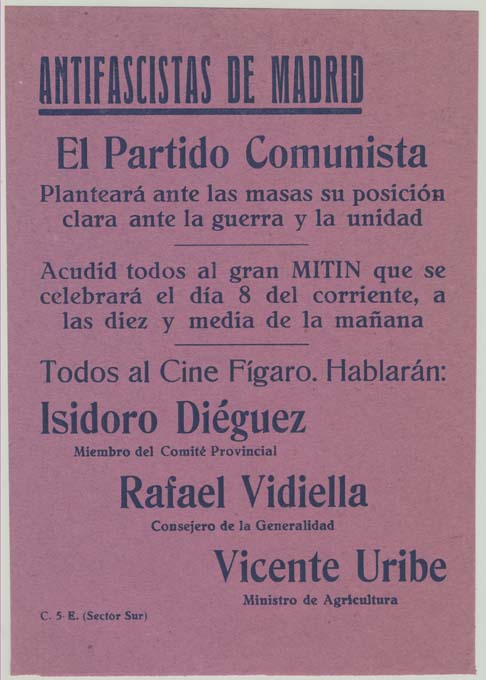 ANTIFASCISTAS DE MADRID
El Partido Comunista
Planteará ante las masas su posición
clara ante la guerra y la unidad
Acudid todos al gran MITIN que se
celebrará el día 8 del corriente, a
las diez y media de la mañana
Todos al Cine Fígaro. Hablarán:
Isidoro Diéguez
Miembro del Comité Provincial
Rafael Vidiella
Consejero de la Generalidad
Vicente Uribe
Ministro de Agricultura
C. 5-E. (Sector Sur)